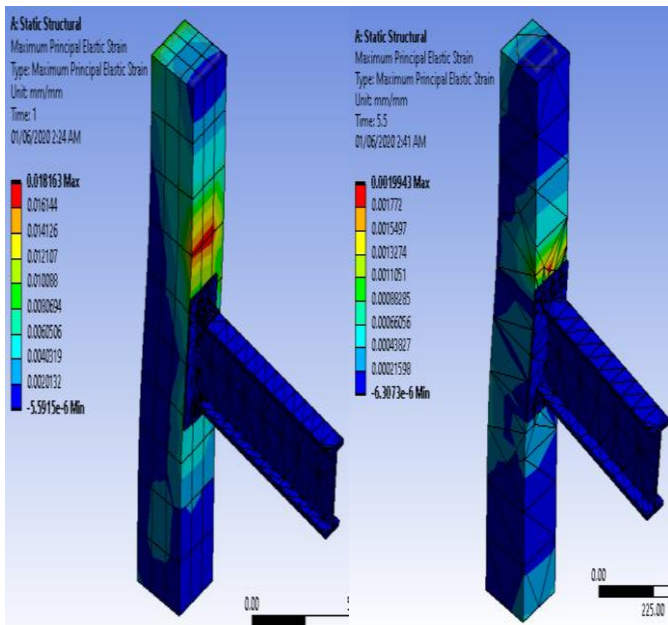 A: Static Structural
Maximum Principal Elastic Strain
Type: Maximum Principal Elastic Strain
Unit: mm/mm
Time: 1
01/06/2020 2:24 AM
0.018163 Max
0.016144
0.014126
0.012107
0.010088
0.0080694
0.0060506
0.0040319
0.0020132
-5.5915e-6 Min
0.00
A: Static Structural
Maximum Principal Elastic Strain
Type: Maximum Principal Elastic Strain
Unit: mm/mm
Time: 5.5
01/06/2020 2:41 AM
0.0019943 Max
0.001772
0.0015497
0.0013274
0.0011051
0.00088285
0.00066056
0.00043827
0.00021598
-6.3073e-6 Min
0.00
225.00